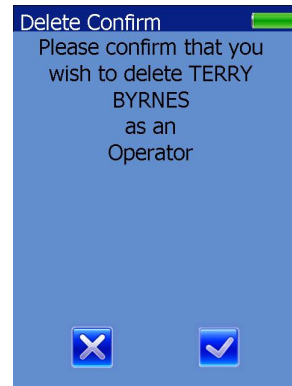 Delete Confirm
Please confirm that you
wish to delete TERRY
BYRNES
as an
Operator